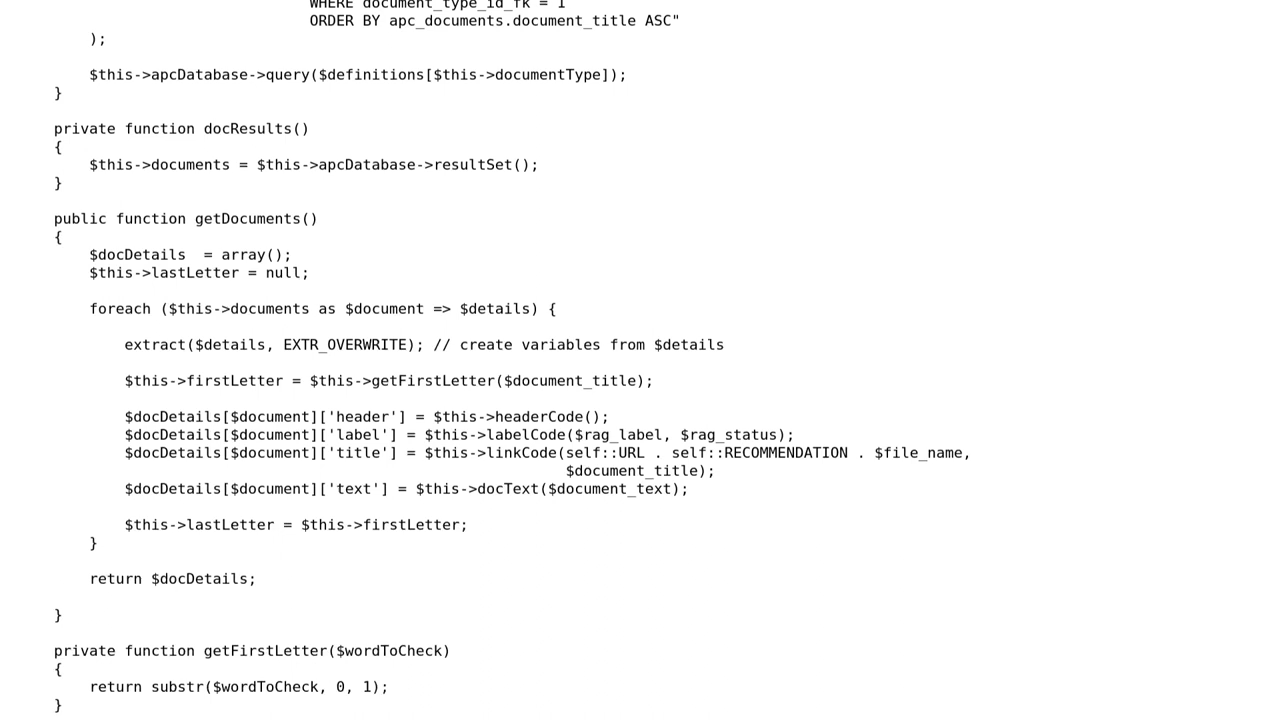 WHERE document_type_id_fk = 1
ORDER BY apc_documents.document_title ASC"
);
$this->apcDatabase->query($definitions[$this->documentType]);
}
private function docResults()
{
$this->documents = $this->apcDatabase->resultSet();
}
public function getDocuments()
{
$docDetails  = array();
$this->lastLetter = null;
foreach ($this->documents as $document => $details) {
extract($details, EXTR_OVERWRITE); // create variables from $details
$this->firstLetter = $this->getFirstLetter($document_title);
$docDetails[$document]['header'] = $this->headerCode();
$docDetails[$document]['label'] = $this->labelCode($rag_label, $rag_status);
$docDetails[$document]['title'] = $this->linkCode(self::URL . self::RECOMMENDATION . $file_name,
$document_title);
$docDetails[$document]['text'] = $this->docText($document_text);
$this->lastLetter = $this->firstLetter;
}
return $docDetails;
}
private function getFirstLetter($wordToCheck)
{
return substr($wordToCheck, 0, 1);
}